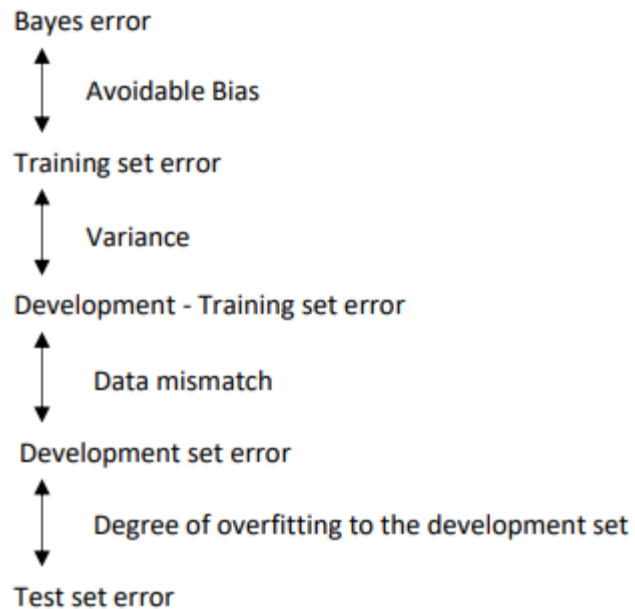 Bayes error
Avoidable Bias
Training set error
Variance
Development - Training set error
Data mismatch
Development set error
Degree of overfitting to the development set
Test set error